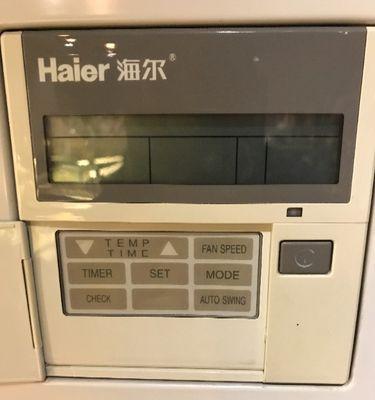 Haier 海尔®
TEMP
TIME
FAN SPEED
TIMER SET MODE
CHECK AUTO SWING